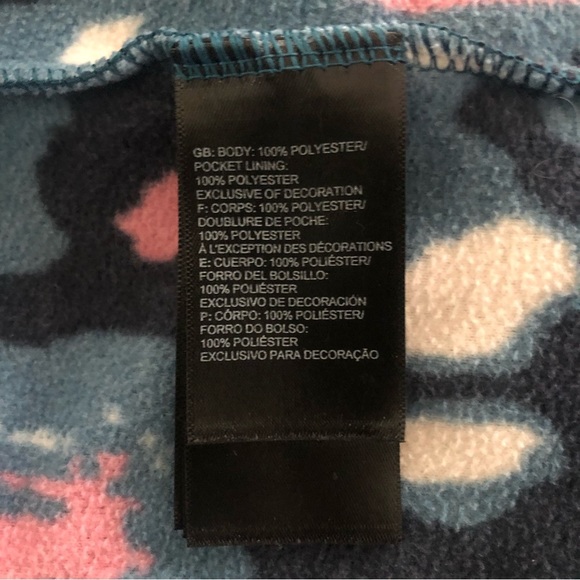 GB: BODY: 100% POLYESTER/
POCKET LINING:
100% POLYESTER
EXCLUSIVE OF DECORATION
F: CORPS: 100% POLYESTER/
DOUBLURE DE POCHE:
100% POLYESTER
À L'EXCEPTION DES DÉCORATIONS
E: CUERPO: 100% POLIÉSTER/
FORRO DEL BOLSILLO:
100% POLIÉSTER
EXCLUSIVO DE DECORACIÓN
P: CÓRPO: 100% POLIÉSTER/
FORRO DO BOLSO:
100% POLIÉSTER
EXCLUSIVO PARA DECORAÇÃO